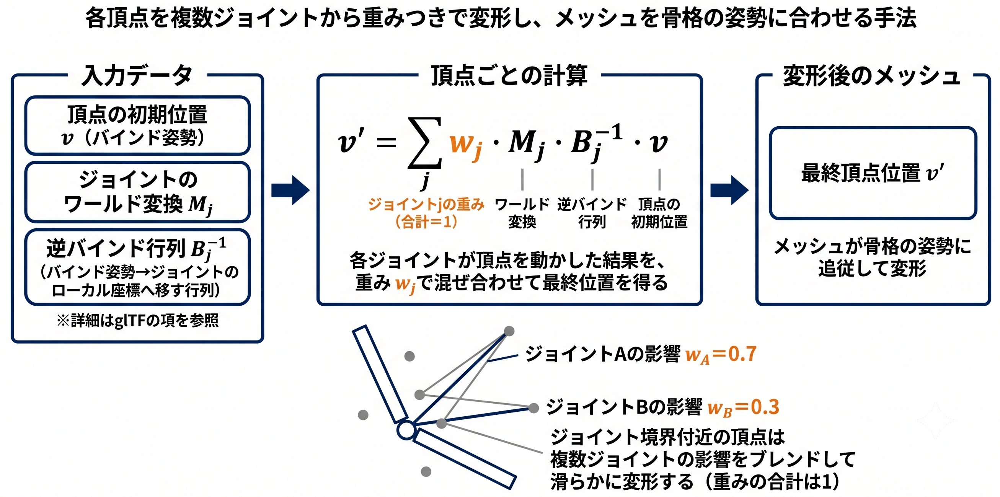 各頂点を複数ジョイントから重みつきで変形し、メッシュを骨格の姿勢に合わせる手法
入力データ
頂点の初期位置
v（バインド姿勢）
ジョイントの
ワールド変換 M_j
逆バインド行列 B_j^{-1}
（バインド姿勢→ジョイントの
ローカル座標へ移す行列）
※詳細はglTFの項を参照
頂点ごとの計算
v′ = ∑_j w_j · M_j · B_j^{-1} · v
ジョイントjの重み
（合計＝1）
ワールド
変換
逆バインド
行列
頂点の
初期位置
各ジョイントが頂点を動かした結果を、
重み w_jで混ぜ合わせて最終位置を得る
変形後のメッシュ
最終頂点位置 v′
メッシュが骨格の姿勢に
追従して変形
ジョイントAの影響 w_A＝0.7
ジョイントBの影響 w_B＝0.3
ジョイント境界付近の頂点は
複数ジョイントの影響をブレンドして
滑らかに変形する（重みの合計は1）